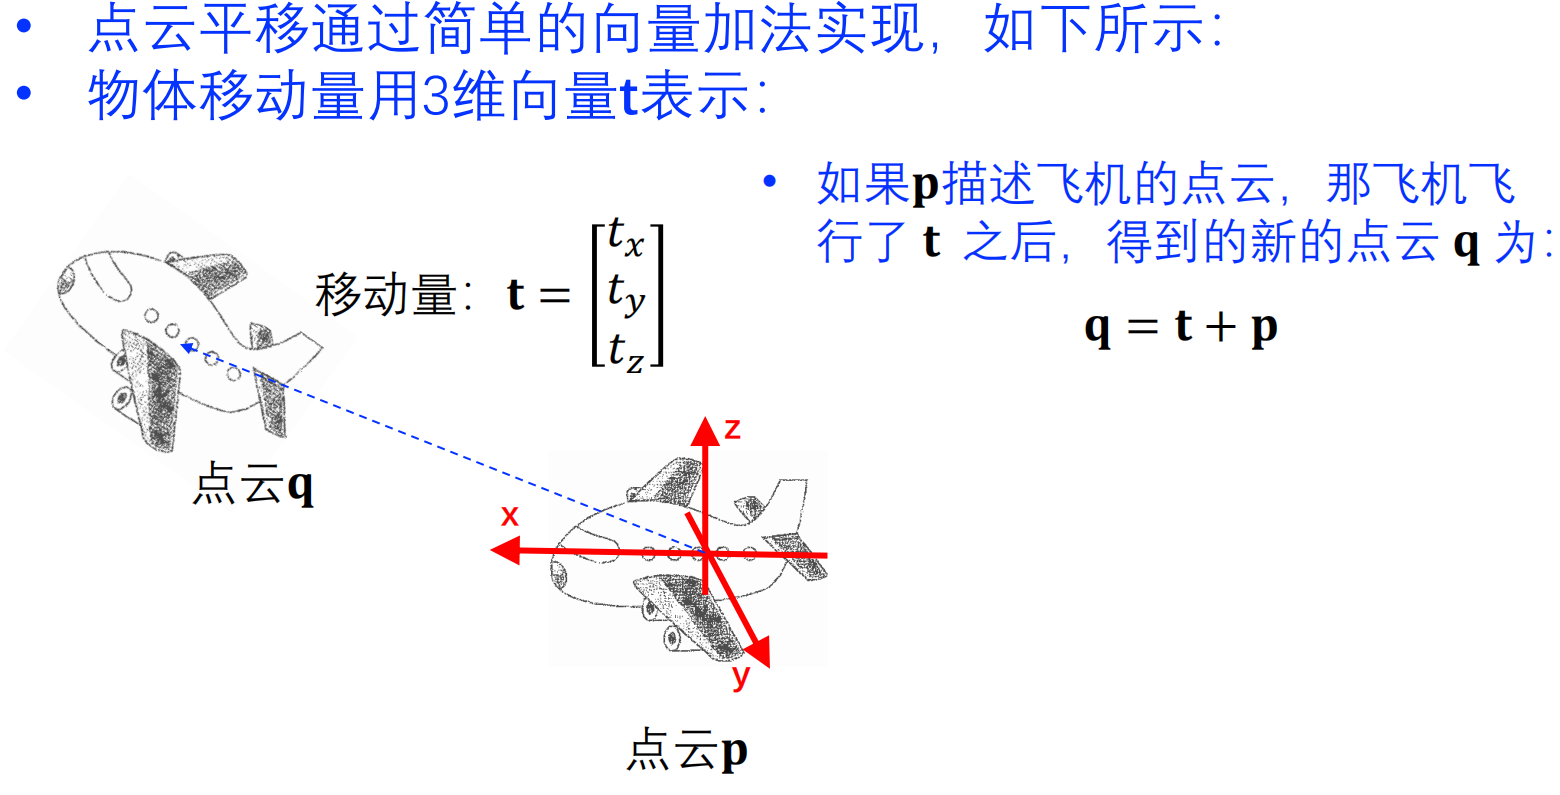 • 点云平移通过简单的向量加法实现，如下所示：
• 物体移动量用3维向量t表示：
• 如果p描述飞机的点云，那飞机飞
行了 t 之后，得到的新的点云 q 为：
q = t + p
移动量：t = [t_x t_y t_z]
点云q
z
x
y
点云p